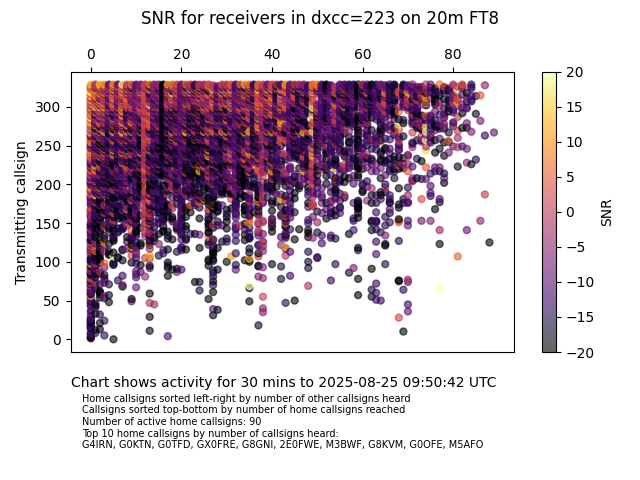 SNR for receivers in dxcc=223 on 20m FT8
0 20 40 60 80
300
250
200
150
100
50
0
Transmitting callsign
20
15
10
5
0
−5
−10
−15
−20
SNR
Chart shows activity for 30 mins to 2025-08-25 09:50:42 UTC
Home callsigns sorted left-right by number of other callsigns heard
Callsigns sorted top-bottom by number of home callsigns reached
Number of active home callsigns: 90
Top 10 home callsigns by number of callsigns heard:
G4IRN, G0KTN, G0TFD, GX0FRE, G8GNI, 2E0FWE, M3BWF, G8KVM, G0OFE, M5AFO